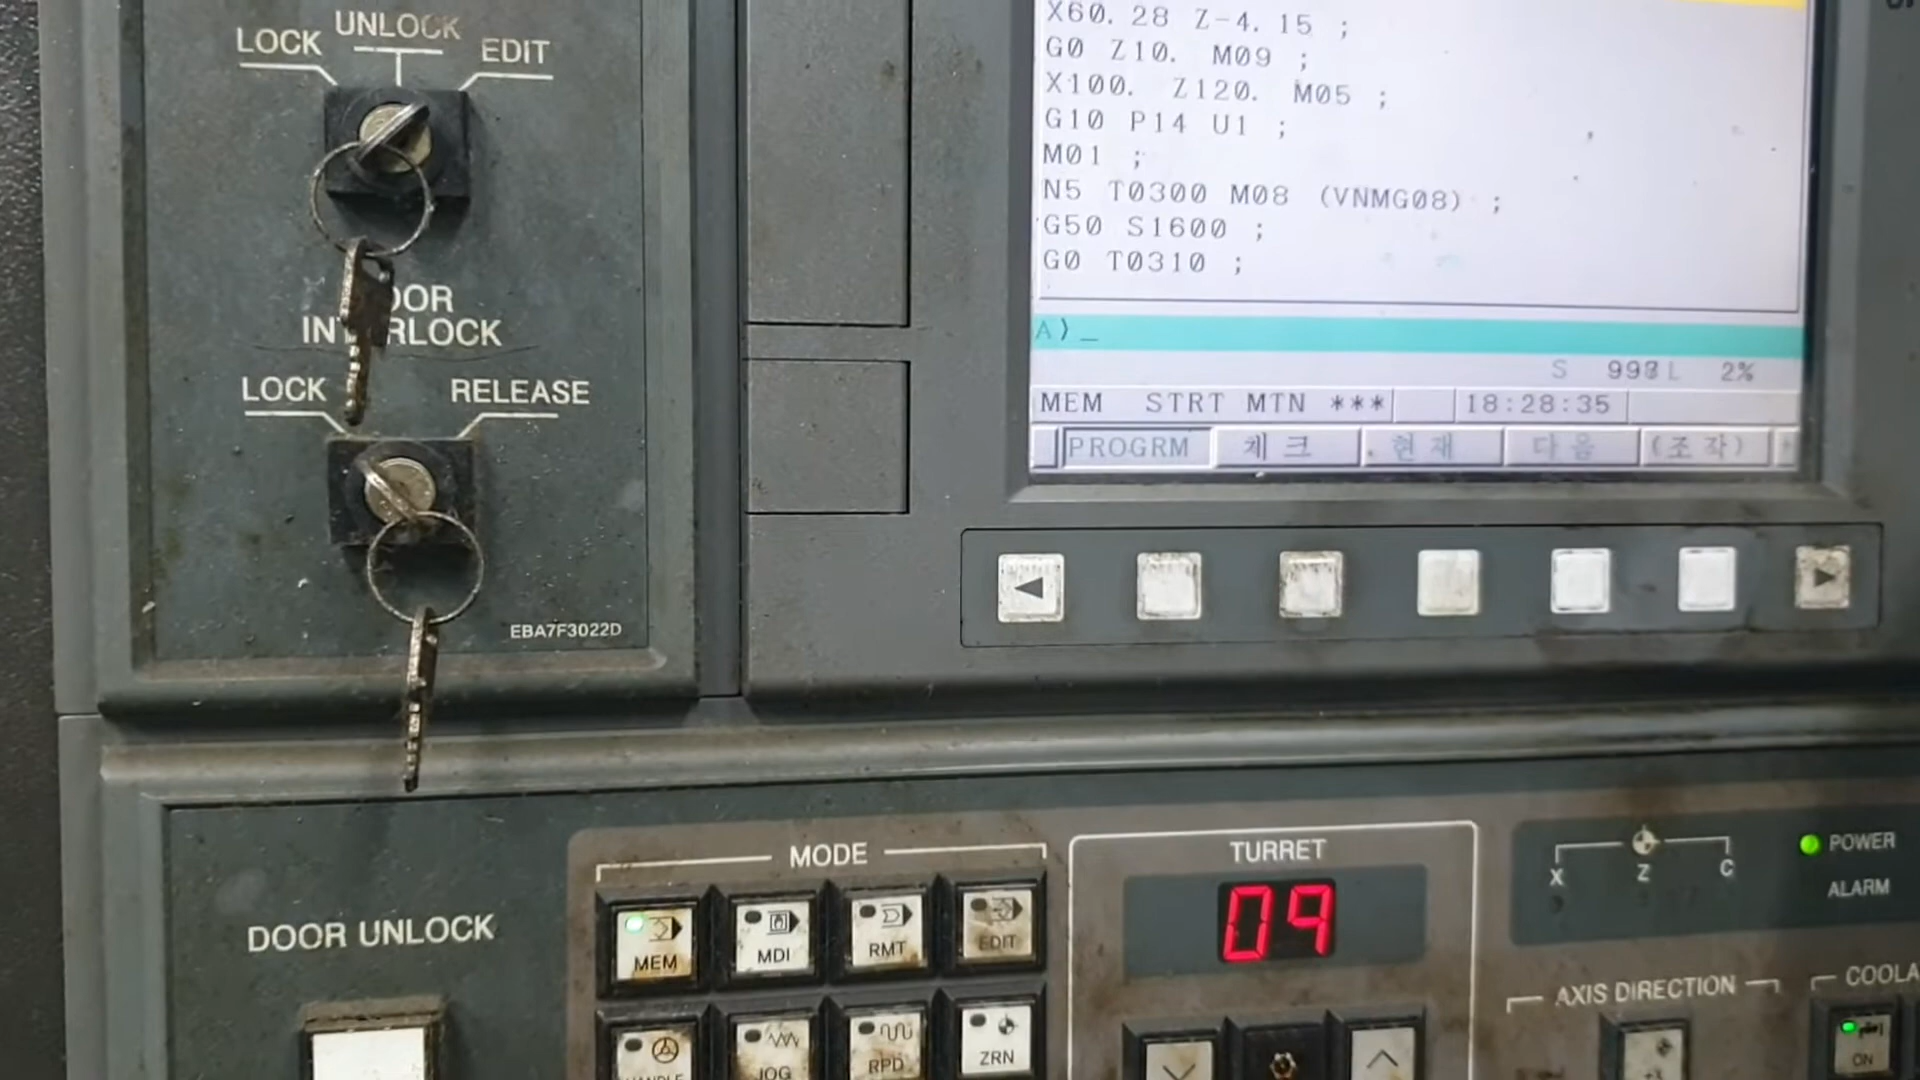 LOCK UNLOCK EDIT
INTERLOCK
LOCK RELEASE
EBA7F3022D
X60. 28 Z-4. 15 ;
G0 Z10. M09 ;
X100. Z120. M05 ;
G10 P14 U1 ;
M01 ;
N5 T0300 M08 (VNMG08) ;
G50 S1600 ;
G0 T0310 ;
A)_
S L 2%
MEM STRT MTN *** 18:28:35
PROGRM 체크 현재 다음 (조작) +
DOOR UNLOCK
MODE
MEM MDI RMT EDIT
JOG RPD ZRN
TURRET
09
X Z C
POWER
ALARM
AXIS DIRECTION
+X
COOLA
ON